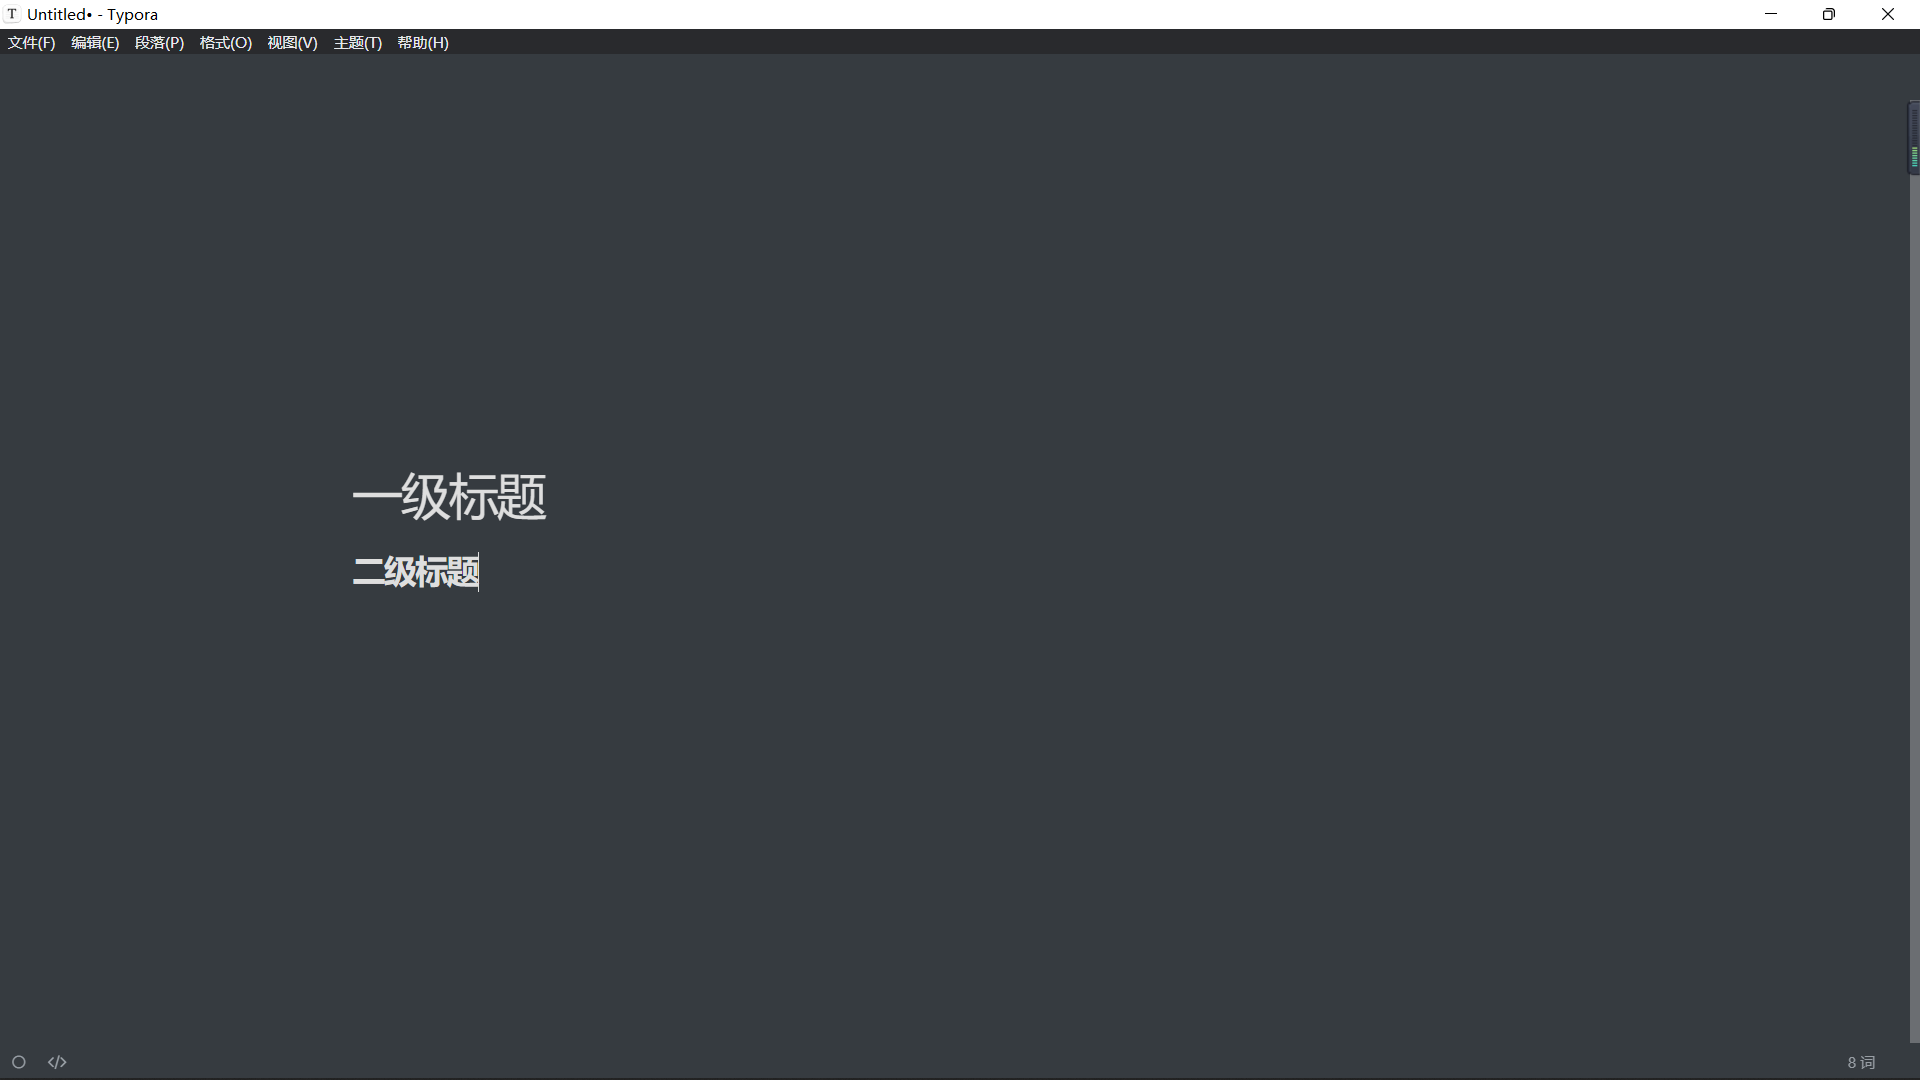 T Untitled• - Typora
文件(F) 编辑(E) 段落(P) 格式(O) 视图(V) 主题(T) 帮助(H)
一级标题
二级标题
</> 8 词